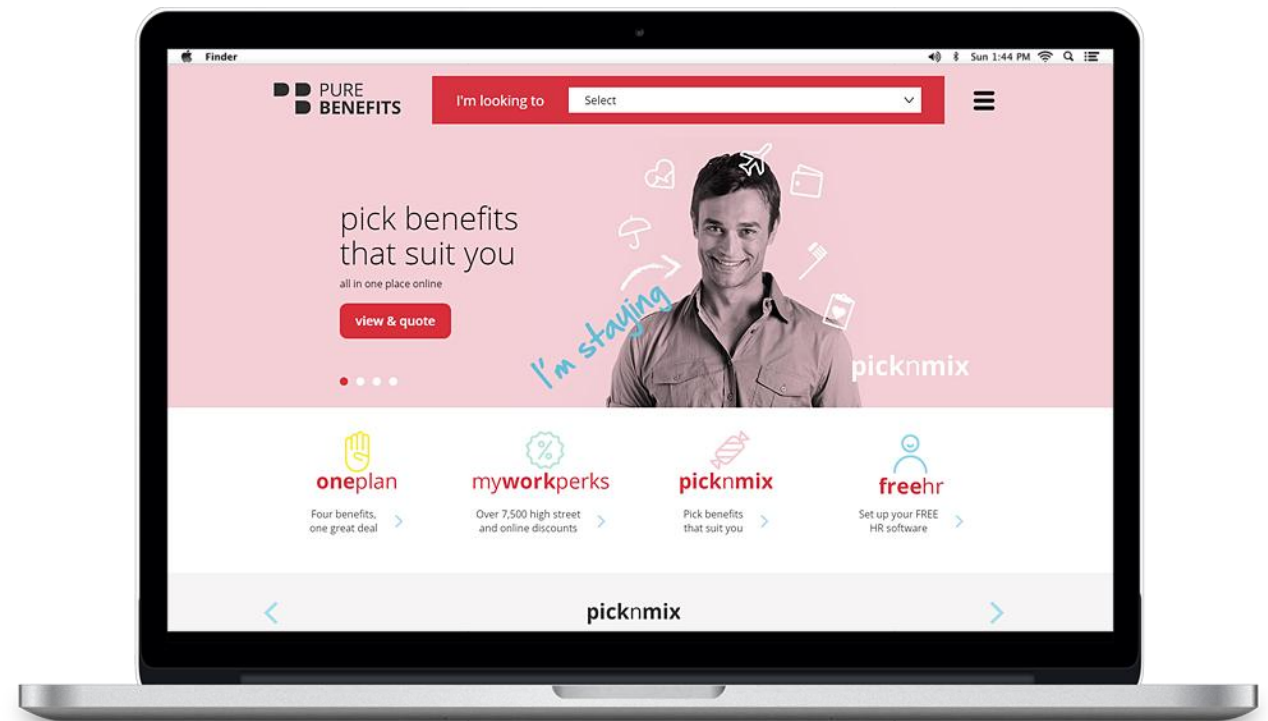 Finder
Sun 1:44 PM
PURE
BENEFITS
I'm looking to
Select
pick benefits
that suit you
all in one place online
view & quote
I'm staying
picknmix
oneplan
Four benefits,
one great deal
myworkperks
Over 7,500 high street
and online discounts
picknmix
Pick benefits
that suit you
freehr
Set up your FREE
HR software
picknmix